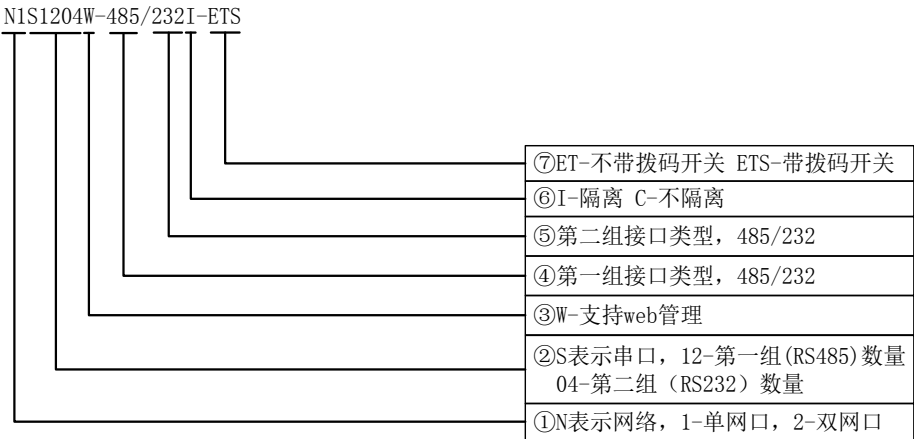 N1S1204W-485/232I-ETS
⑦ET-不带拨码开关 ETS-带拨码开关
⑥I-隔离 C-不隔离
⑤第二组接口类型，485/232
④第一组接口类型，485/232
③W-支持web管理
②S表示串口，12-第一组(RS485)数量
04-第二组（RS232）数量
①N表示网络，1-单网口，2-双网口